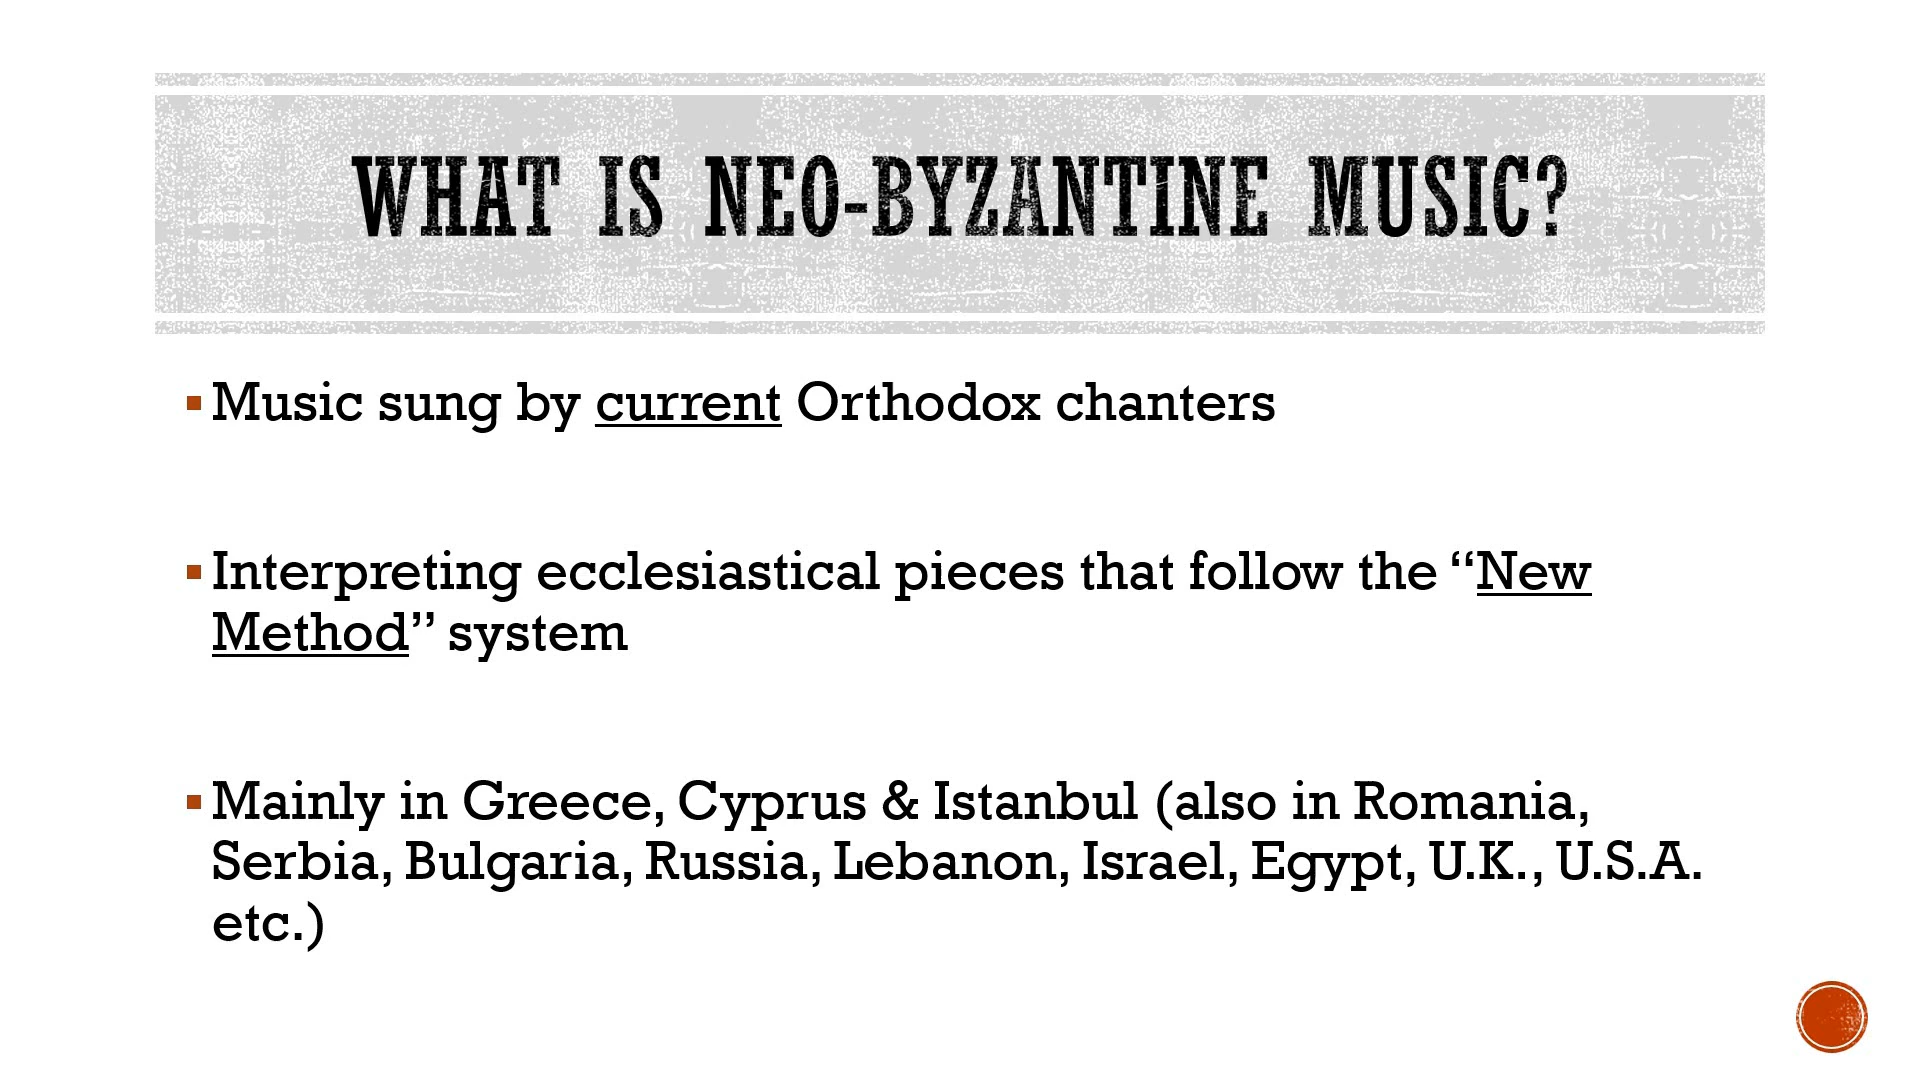 WHAT IS NEO-BYZANTINE MUSIC?
▪ Music sung by current Orthodox chanters
▪ Interpreting ecclesiastical pieces that follow the “New
Method” system
▪ Mainly in Greece, Cyprus & Istanbul (also in Romania,
Serbia, Bulgaria, Russia, Lebanon, Israel, Egypt, U.K., U.S.A.
etc.)